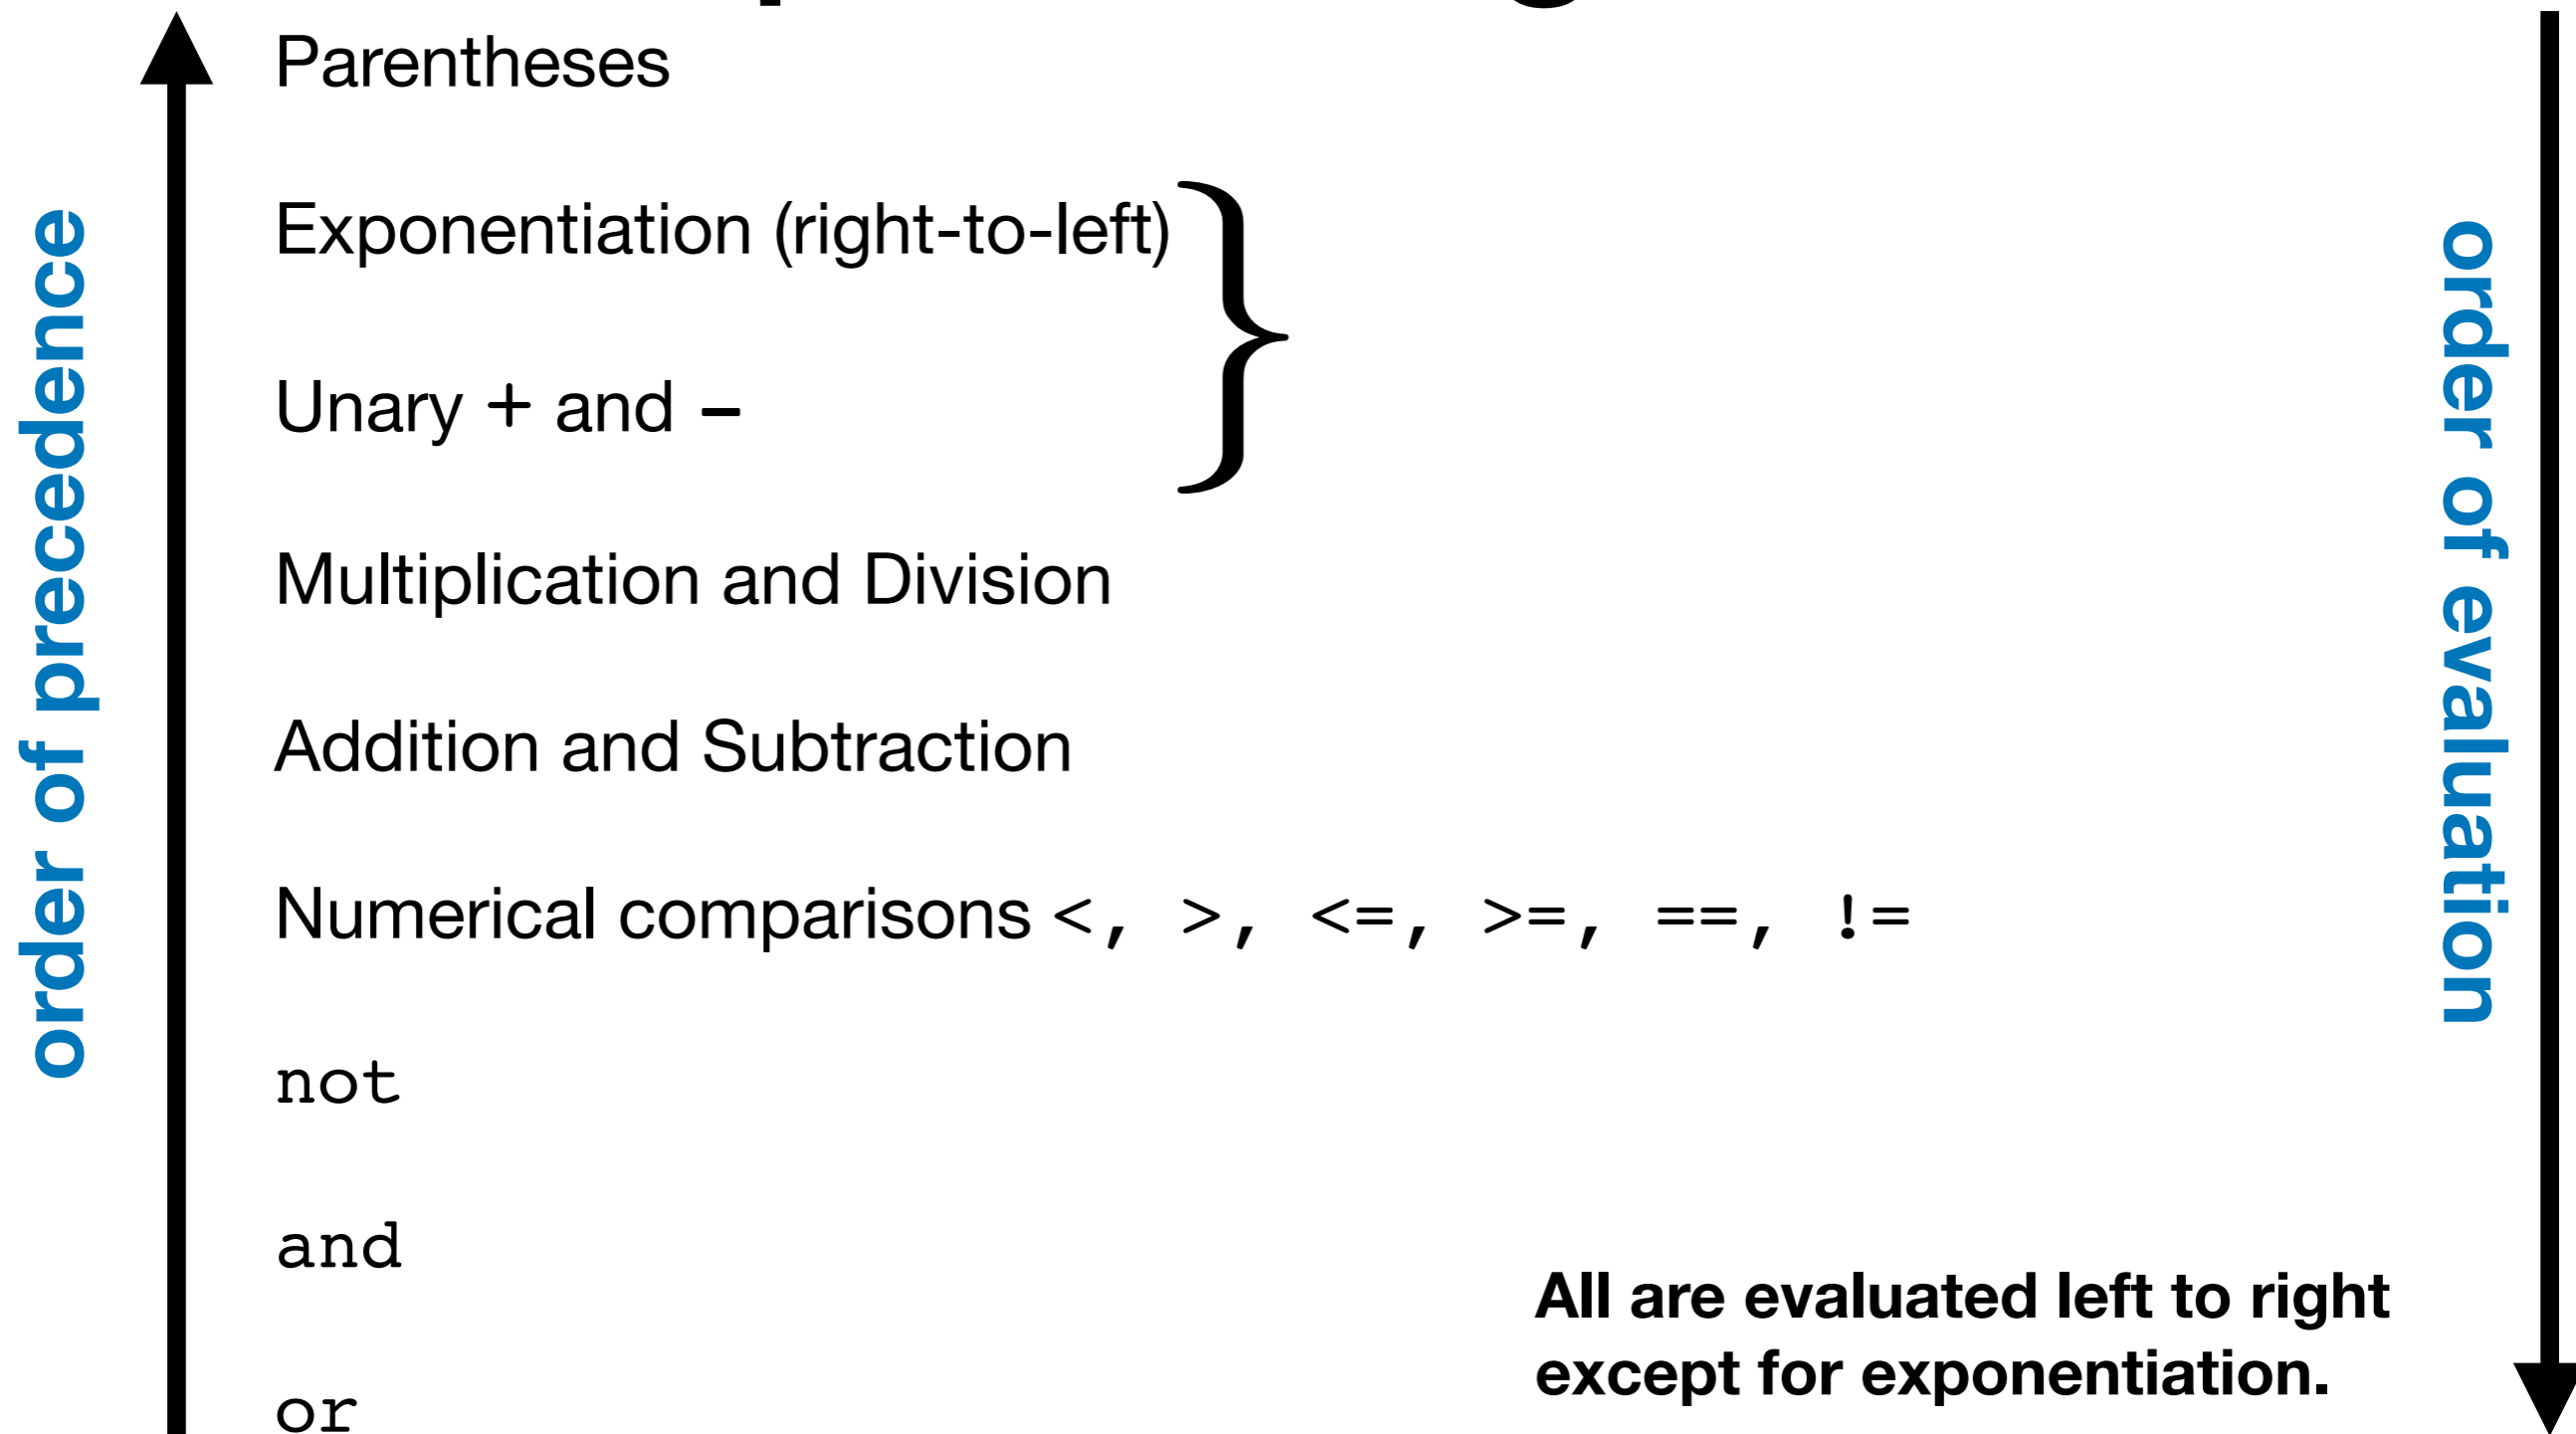 Parentheses
Exponentiation (right-to-left)
Unary + and −
Multiplication and Division
Addition and Subtraction
Numerical comparisons <, >, <=, >=, ==, !=
not
and
or
order of precedence
order of evaluation
All are evaluated left to right
except for exponentiation.